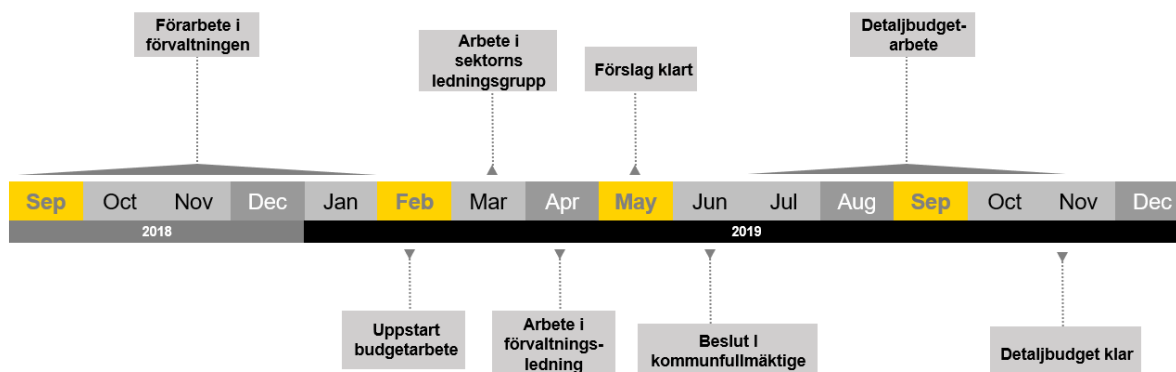 Förarbete i
förvaltningen
Arbete i
sektorns
ledningsgrupp
Förslag klart
Detaljbudget-
arbete
Sep Oct Nov Dec Jan Feb Mar Apr May Jun Jul Aug Sep Oct Nov Dec
2018 2019
Uppstart
budgetarbete
Arbete i
förvaltnings-
ledning
Beslut I
kommunfullmäktige
Detaljbudget klar